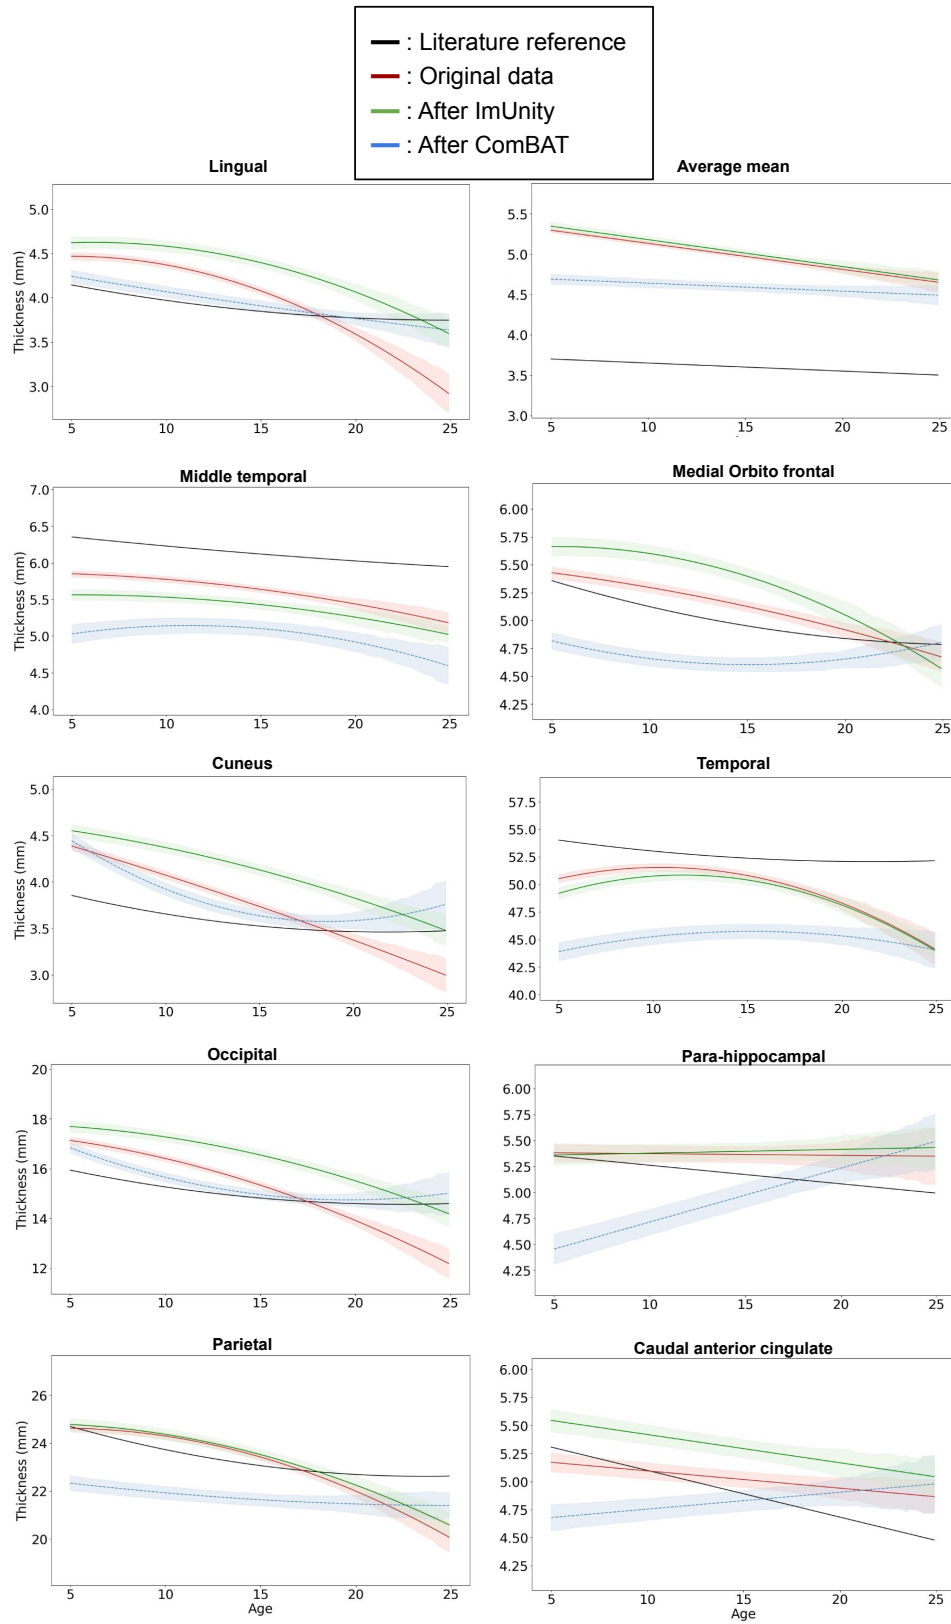 : Literature reference
: Original data
: After ImUnity
: After ComBAT
Lingual
Thickness (mm)
5.0
4.5
4.0
3.5
3.0
5 10 15 20 25
Average mean
5.5
5.0
4.5
4.0
3.5
3.0
5 10 15 20 25
Middle temporal
Thickness (mm)
7.0
6.5
6.0
5.5
5.0
4.5
4.0
5 10 15 20 25
Medial Orbito frontal
6.00
5.75
5.50
5.25
5.00
4.75
4.50
4.25
5 10 15 20 25
Cuneus
Thickness (mm)
5.0
4.5
4.0
3.5
3.0
5 10 15 20 25
Temporal
57.5
55.0
52.5
50.0
47.5
45.0
42.5
40.0
5 10 15 20 25
Occipital
Thickness (mm)
20
18
16
14
12
5 10 15 20 25
Para-hippocampal
6.00
5.75
5.50
5.25
5.00
4.75
4.50
4.25
5 10 15 20 25
Parietal
Thickness (mm)
26
24
22
20
5 10 15 20 25
Age
Caudal anterior cingulate
6.00
5.75
5.50
5.25
5.00
4.75
4.50
4.25
5 10 15 20 25
Age